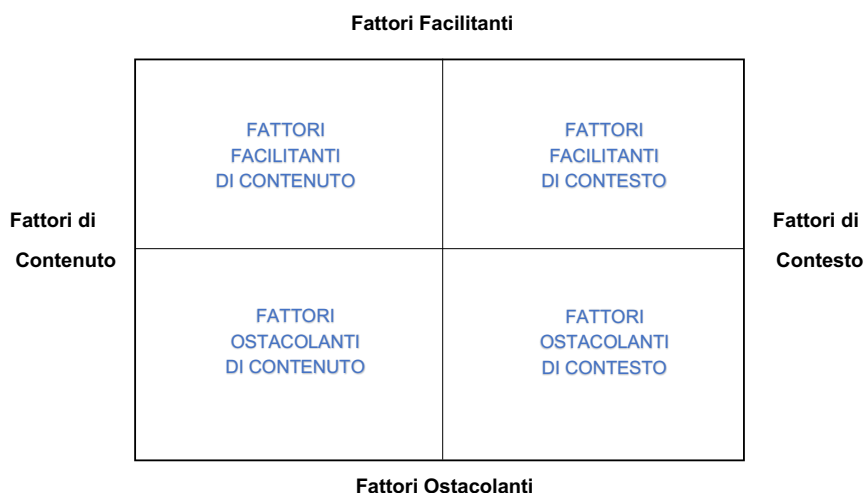 Fattori Facilitanti
FATTORI
FACILITANTI
DI CONTENUTO
FATTORI
FACILITANTI
DI CONTESTO
Fattori di
Contenuto
Fattori di
Contesto
FATTORI
OSTACOLANTI
DI CONTENUTO
FATTORI
OSTACOLANTI
DI CONTESTO
Fattori Ostacolanti